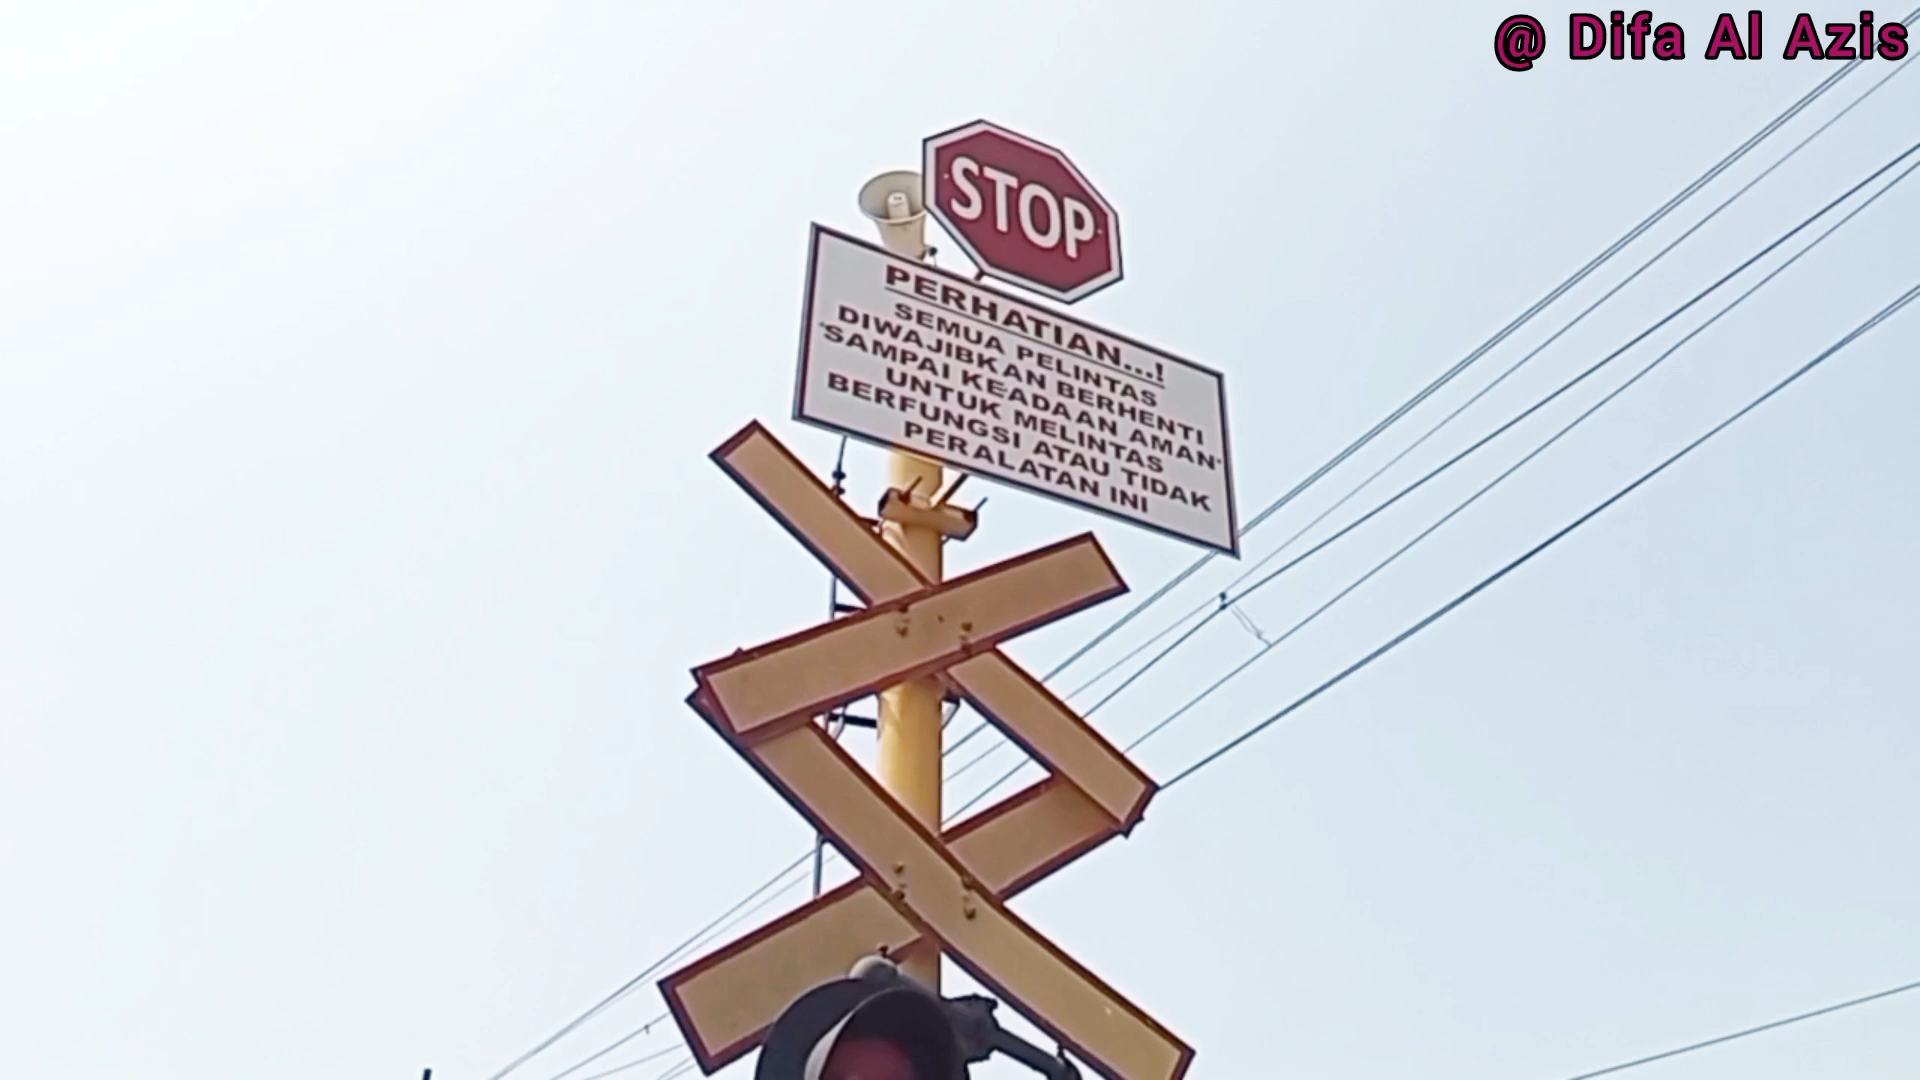 @ Difa Al Azis
STOP
PERHATIAN...!
SEMUA PELINTAS
DIWAJIBKAN BERHENTI
"SAMPAI KEADAAN AMAN"
UNTUK MELINTAS
BERFUNGSI ATAU TIDAK
PERALATAN INI